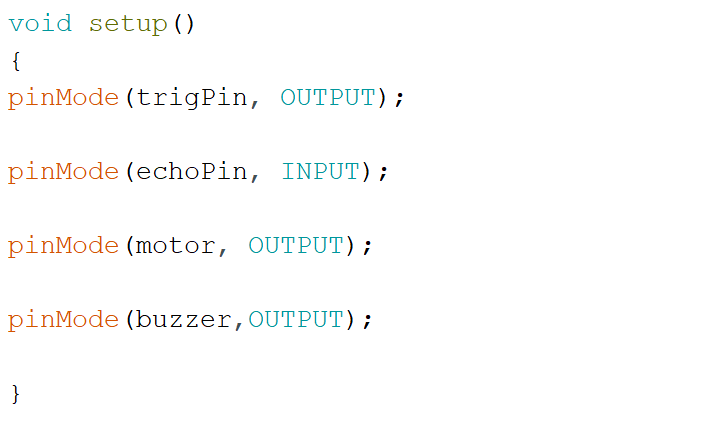 void setup()
{
pinMode(trigPin, OUTPUT);
pinMode(echoPin, INPUT);
pinMode(motor, OUTPUT);
pinMode(buzzer,OUTPUT);
}